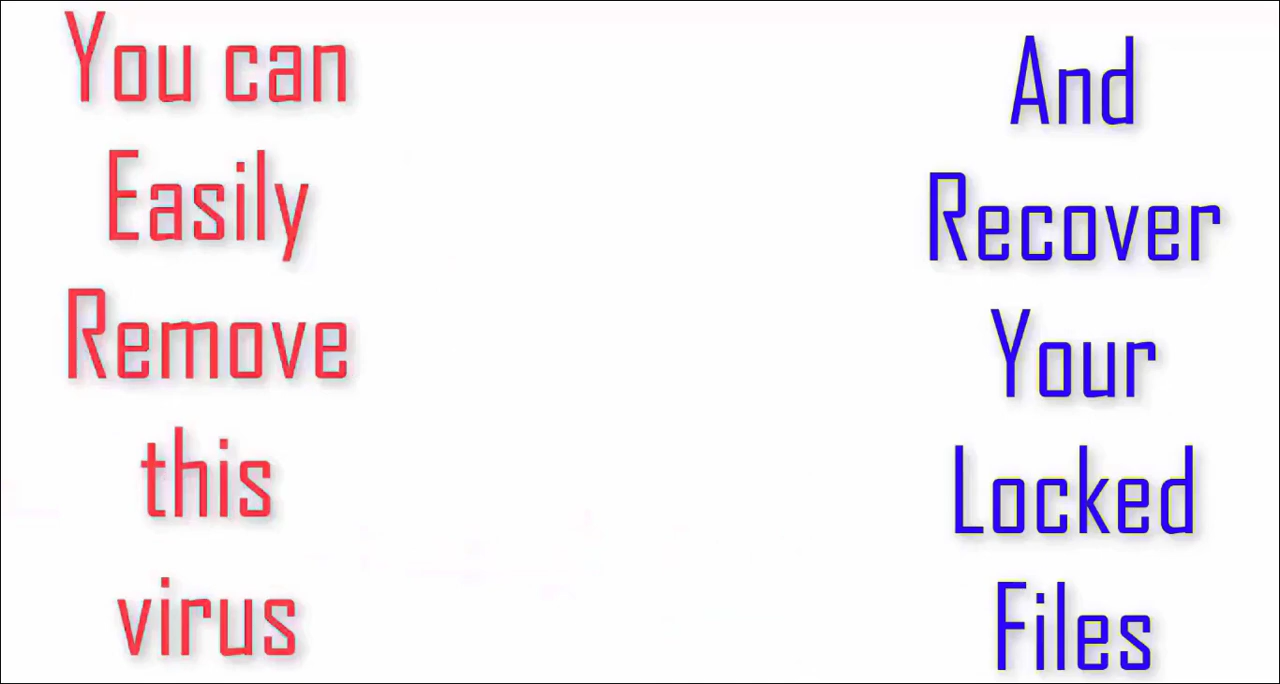 You can
Easily
Remove
this
virus
And
Recover
Your
Locked
Files